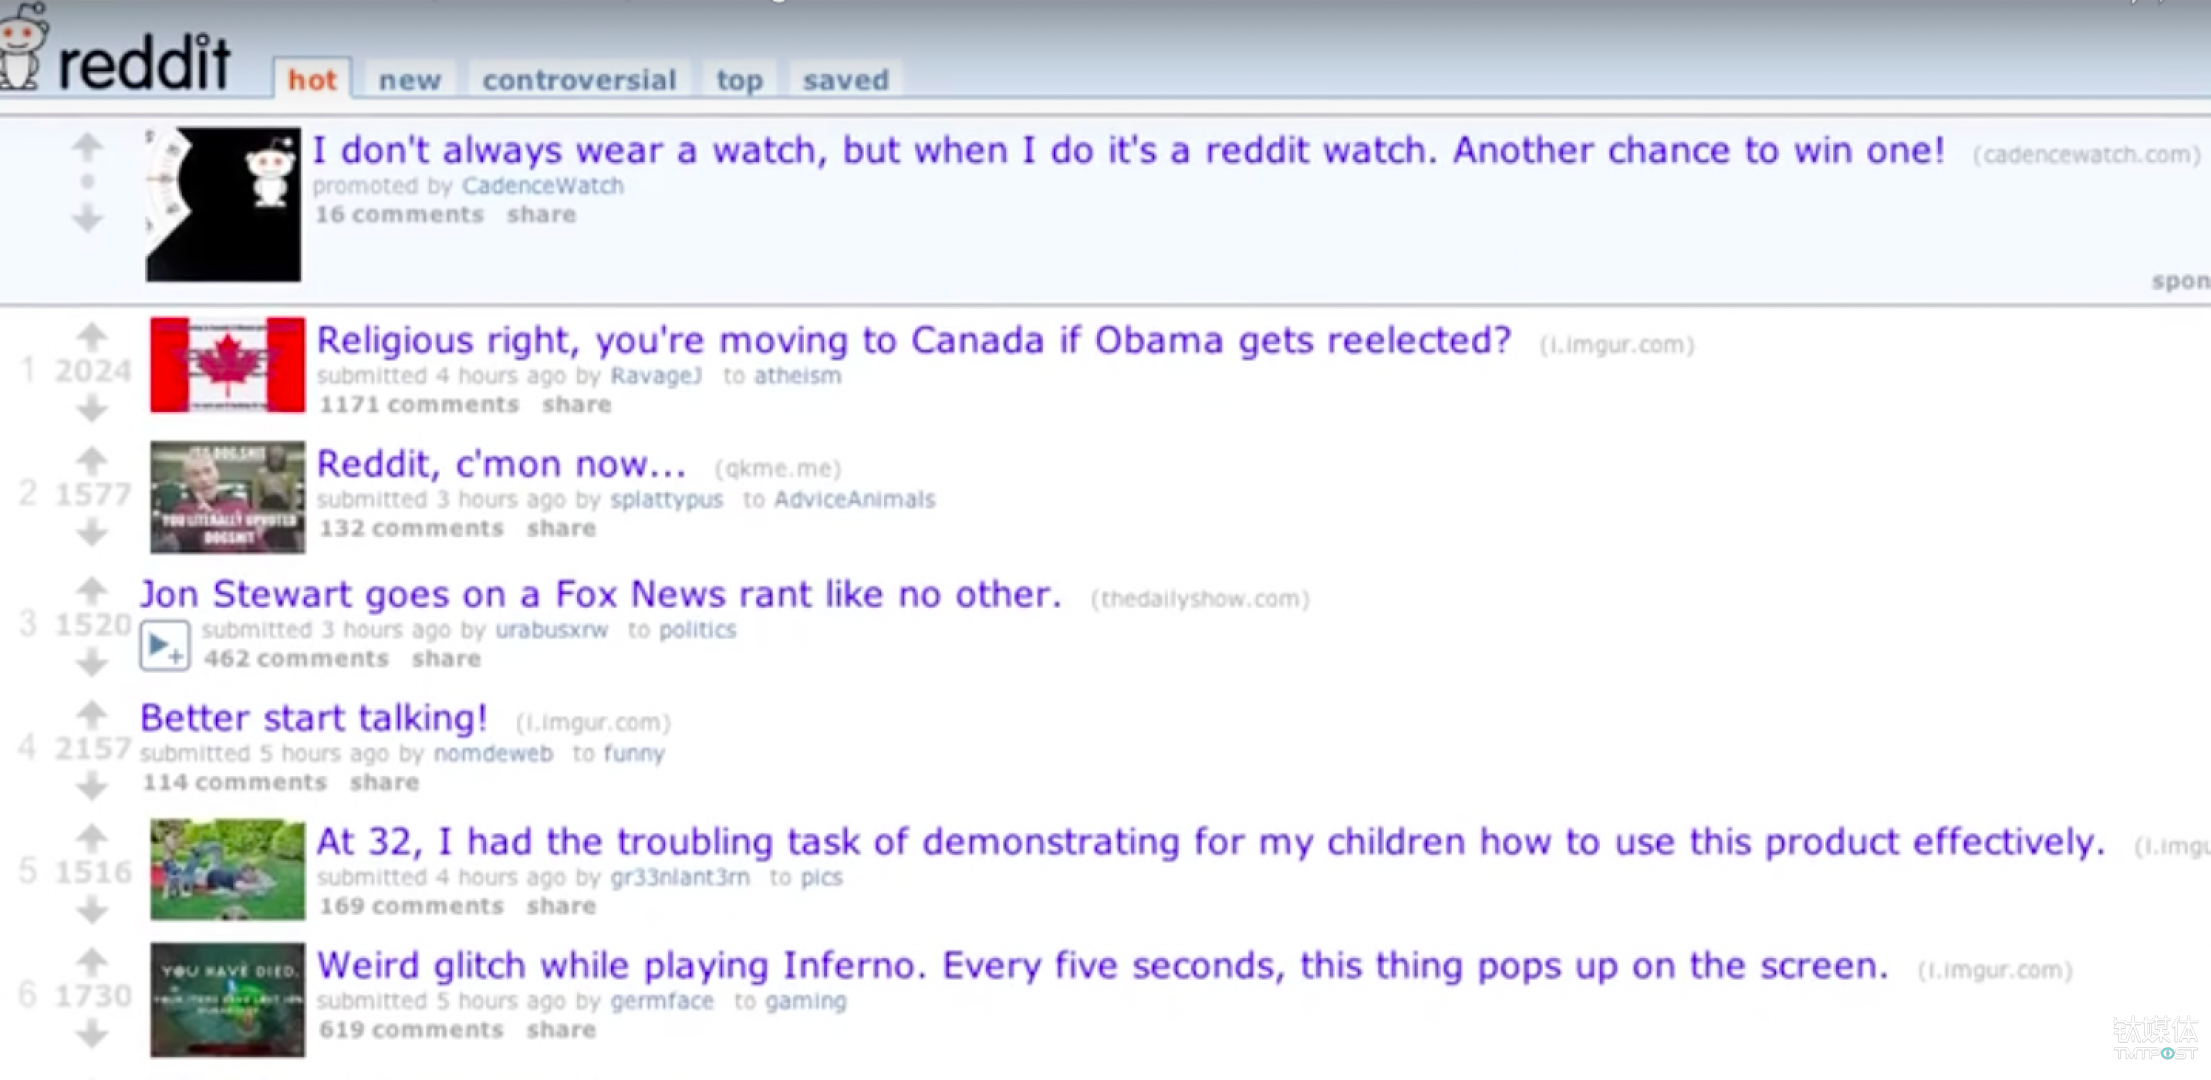 reddit
hot new controversial top saved
I don't always wear a watch, but when I do it's a reddit watch. Another chance to win one! (cadencewatch.com)
promoted by CadenceWatch
16 comments share
spon
1
2024
Religious right, you're moving to Canada if Obama gets reelected? (i.imgur.com)
submitted 4 hours ago by RavageJ to atheism
1171 comments share
2
1577
DOGSHIT
YOU LITERALLY UPVOTED
DOGSHIT
Reddit, c'mon now... (qkme.me)
submitted 3 hours ago by splattypus to AdviceAnimals
132 comments share
3
1520
Jon Stewart goes on a Fox News rant like no other. (thedailyshow.com)
submitted 3 hours ago by urabusxrw to politics
462 comments share
4
2157
Better start talking! (i.imgur.com)
submitted 5 hours ago by nomdeweb to funny
114 comments share
5
1516
At 32, I had the troubling task of demonstrating for my children how to use this product effectively. (i.imgu
submitted 4 hours ago by gr33nlant3rn to pics
169 comments share
6
1730
YOU HAVE DIED.
Weird glitch while playing Inferno. Every five seconds, this thing pops up on the screen. (i.imgur.com)
submitted 5 hours ago by germface to gaming
619 comments share
钛媒体
TMTPOST